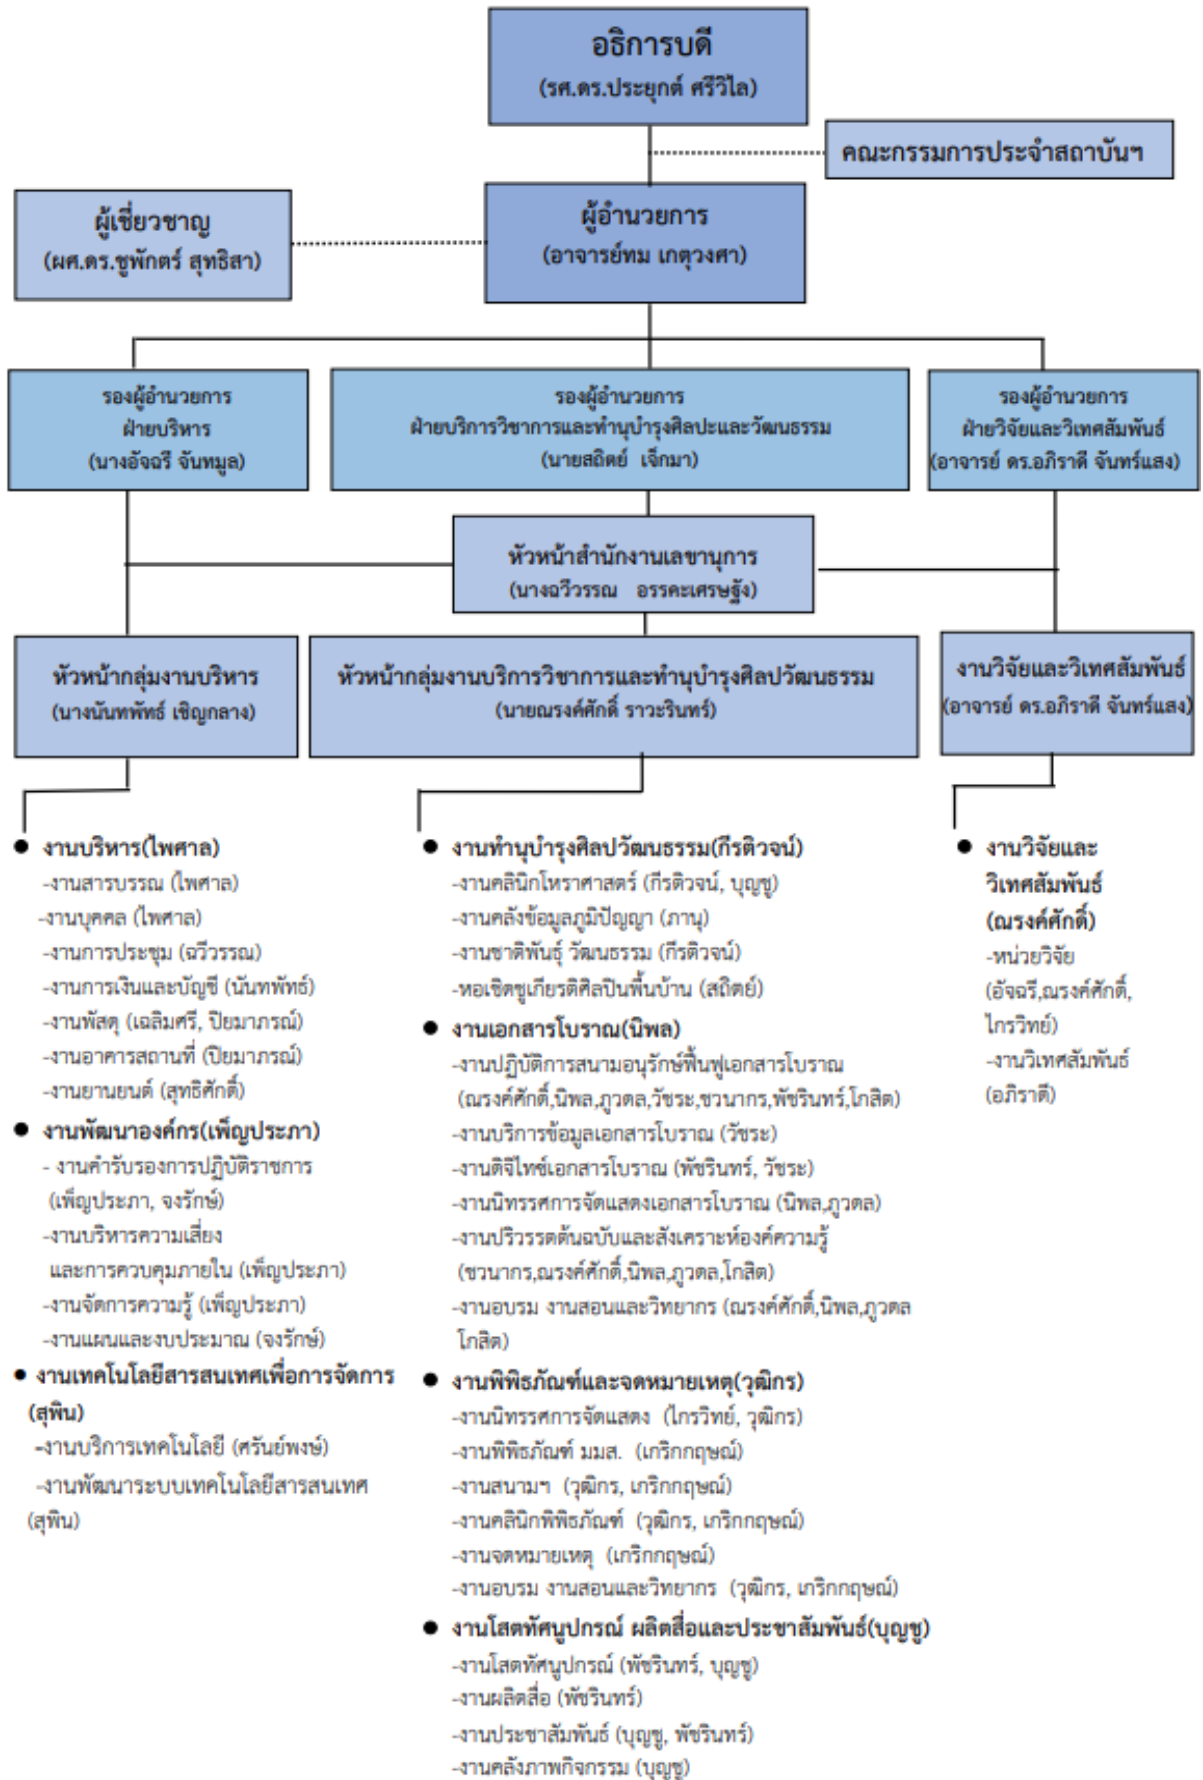 อธิการบดี
(รศ.ดร.ประยุกต์ ศรีวิไล)
คณะกรรมการประจำสถาบันฯ
ผู้เชี่ยวชาญ
(ผศ.ดร.ชูพักตร์ สุทธิสา)
ผู้อำนวยการ
(อาจารย์ทม เกตุวงศา)
รองผู้อำนวยการ
ฝ่ายบริหาร
(นางอัจฉรี จันทมูล)
รองผู้อำนวยการ
ฝ่ายบริการวิชาการและทำนุบำรุงศิลปะและวัฒนธรรม
(นายสถิตย์ เจ็กมา)
รองผู้อำนวยการ
ฝ่ายวิจัยและวิเทศสัมพันธ์
(อาจารย์ ดร.อภิราดี จันทร์แสง)
หัวหน้าสำนักงานเลขานุการ
(นางฉวีวรรณ อรรคะเศรษฐัง)
หัวหน้ากลุ่มงานบริหาร
(นางนันทพัทธ์ เชิญกลาง)
หัวหน้ากลุ่มงานบริการวิชาการและทำนุบำรุงศิลปวัฒนธรรม
(นายณรงค์ศักดิ์ ราวะรินทร์)
งานวิจัยและวิเทศสัมพันธ์
(อาจารย์ ดร.อภิราดี จันทร์แสง)
● งานบริหาร(ไพศาล)
-งานสารบรรณ (ไพศาล)
-งานบุคคล (ไพศาล)
-งานการประชุม (ฉวีวรรณ)
-งานการเงินและบัญชี (นันทพัทธ์)
-งานพัสดุ (เฉลิมศรี, ปิยมาภรณ์)
-งานอาคารสถานที่ (ปิยมาภรณ์)
-งานยานยนต์ (สุทธิศักดิ์)
● งานพัฒนาองค์กร(เพ็ญประภา)
- งานคำรับรองการปฏิบัติราชการ
(เพ็ญประภา, จงรักษ์)
-งานบริหารความเสี่ยง
และการควบคุมภายใน (เพ็ญประภา)
-งานจัดการความรู้ (เพ็ญประภา)
-งานแผนและงบประมาณ (จงรักษ์)
● งานเทคโนโลยีสารสนเทศเพื่อการจัดการ
(สุพิน)
-งานบริการเทคโนโลยี (ศรันย์พงษ์)
-งานพัฒนาระบบเทคโนโลยีสารสนเทศ
(สุพิน)
● งานทำนุบำรุงศิลปวัฒนธรรม(กีรติวจน์)
-งานคลินิกโหราศาสตร์ (กีรติวจน์, บุญชู)
-งานคลังข้อมูลภูมิปัญญา (ภานุ)
-งานชาติพันธุ์ วัฒนธรรม (กีรติวจน์)
-หอเชิดชูเกียรติศิลปินพื้นบ้าน (สถิตย์)
● งานเอกสารโบราณ(นิพล)
-งานปฏิบัติการสนามอนุรักษ์ฟื้นฟูเอกสารโบราณ
(ณรงค์ศักดิ์,นิพล,ภูวดล,วัชระ,ชวนากร,พัชรินทร์,โกสิต)
-งานบริการข้อมูลเอกสารโบราณ (วัชระ)
-งานดิจิไทซ์เอกสารโบราณ (พัชรินทร์, วัชระ)
-งานนิทรรศการจัดแสดงเอกสารโบราณ (นิพล,ภูวดล)
-งานปริวรรตต้นฉบับและสังเคราะห์องค์ความรู้
(ชวนากร,ณรงค์ศักดิ์,นิพล,ภูวดล,โกสิต)
-งานอบรม งานสอนและวิทยากร (ณรงค์ศักดิ์,นิพล,ภูวดล
โกสิต)
● งานพิพิธภัณฑ์และจดหมายเหตุ(วุฒิกร)
-งานนิทรรศการจัดแสดง (ไกรวิทย์, วุฒิกร)
-งานพิพิธภัณฑ์ มมส. (เกริกกฤษณ์)
-งานสนามฯ (วุฒิกร, เกริกกฤษณ์)
-งานคลินิกพิพิธภัณฑ์ (วุฒิกร, เกริกกฤษณ์)
-งานจดหมายเหตุ (เกริกกฤษณ์)
-งานอบรม งานสอนและวิทยากร (วุฒิกร, เกริกกฤษณ์)
● งานโสตทัศนูปกรณ์ ผลิตสื่อและประชาสัมพันธ์(บุญชู)
-งานโสตทัศนูปกรณ์ (พัชรินทร์, บุญชู)
-งานผลิตสื่อ (พัชรินทร์)
-งานประชาสัมพันธ์ (บุญชู, พัชรินทร์)
-งานคลังภาพกิจกรรม (บุญชู)
● งานวิจัยและ
วิเทศสัมพันธ์
(ณรงค์ศักดิ์)
-หน่วยวิจัย
(อัจฉรี,ณรงค์ศักดิ์,
ไกรวิทย์)
-งานวิเทศสัมพันธ์
(อภิราดี)